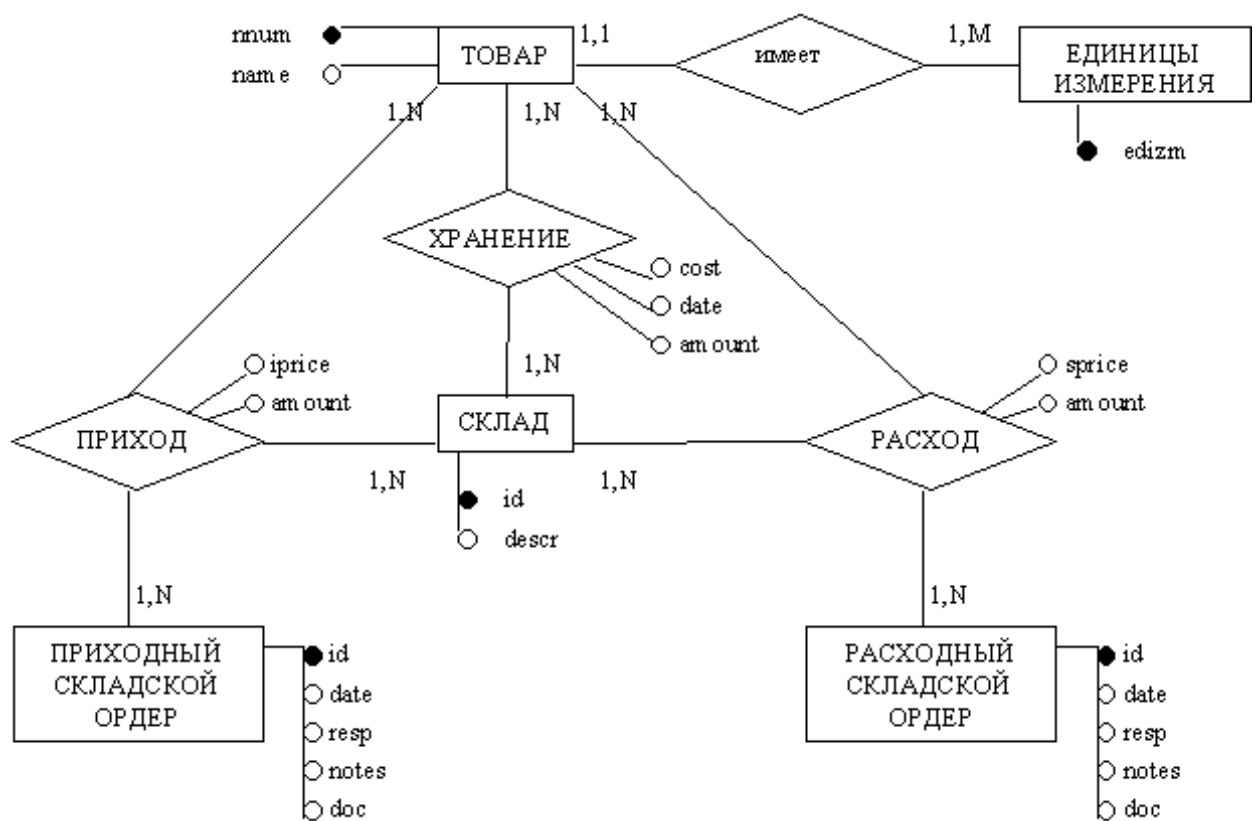 nnum
name
ТОВАР
1,1
имеет
1,M
ЕДИНИЦЫ
ИЗМЕРЕНИЯ
edizm
1,N
1,N
1,N
ХРАНЕНИЕ
cost
date
amount
1,N
iprice
amount
ПРИХОД
СКЛАД
sprice
amount
РАСХОД
1,N
1,N
id
descr
1,N
1,N
ПРИХОДНЫЙ
СКЛАДСКОЙ
ОРДЕР
id
date
resp
notes
doc
РАСХОДНЫЙ
СКЛАДСКОЙ
ОРДЕР
id
date
resp
notes
doc